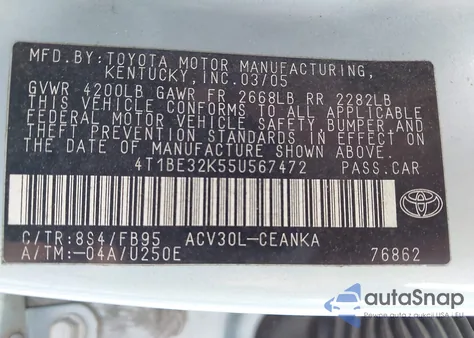 MFD.BY:TOYOTA MOTOR MANUFACTURING,
KENTUCKY,INC.03/05
GVWR 4200LB GAWR FR 2668LB RR 2282LB
THIS VEHICLE CONFORMS TO ALL APPLICABLE
FEDERAL MOTOR VEHICLE SAFETY, BUMPER AND
THEFT PREVENTION STANDARDS IN EFFECT ON
THE DATE OF MANUFACTURE SHOWN ABOVE.
4T1BE32K55U567472 PASS.CAR
C/TR:8S4/FB95 ACV30L-CEANKA
A/TM:-04A/U250E 76862
autoSnap